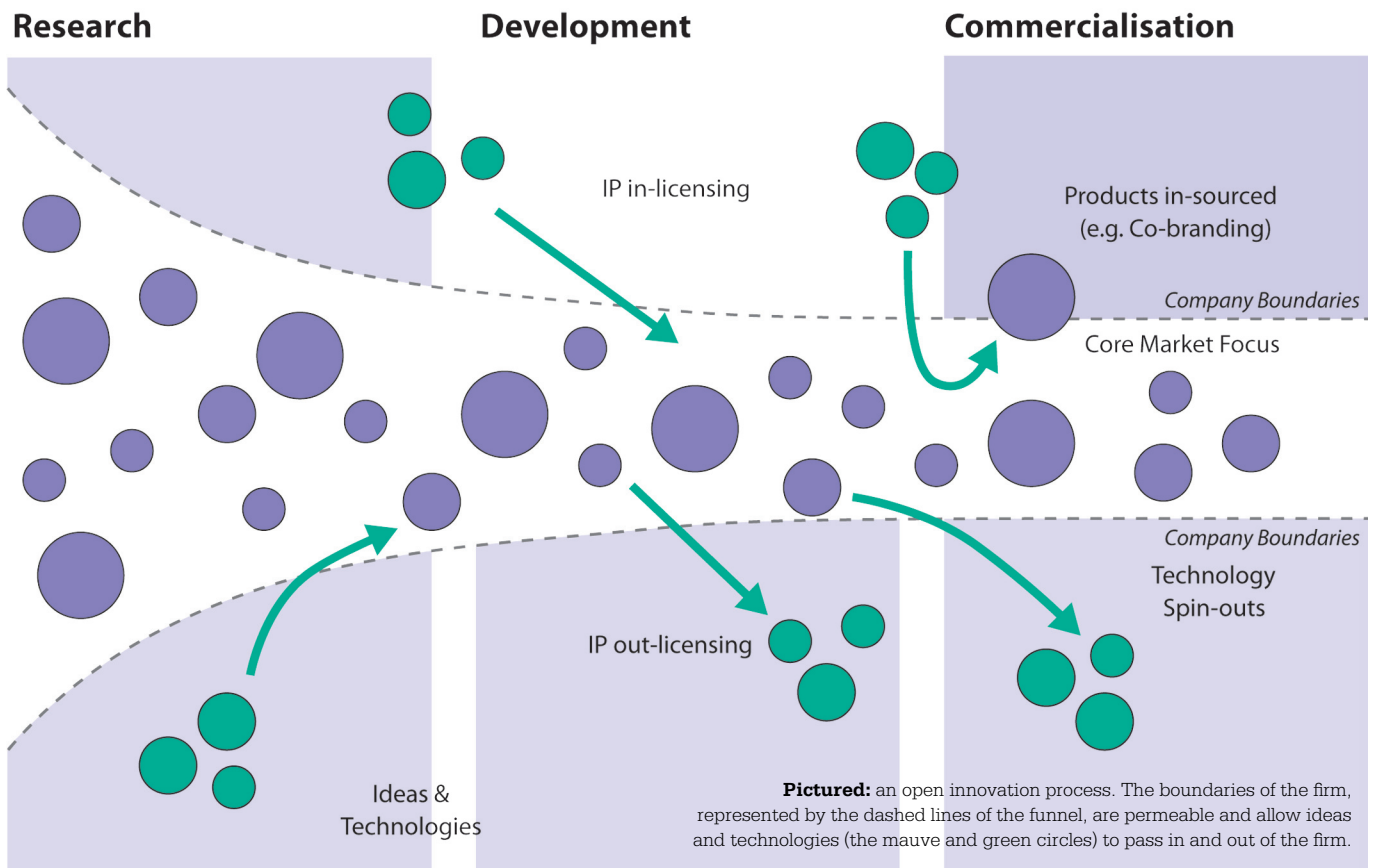 Research
Development
Commercialisation
IP in-licensing
Products in-sourced
(e.g. Co-branding)
Company Boundaries
Core Market Focus
Company Boundaries
Technology
Spin-outs
IP out-licensing
Ideas &
Technologies
Pictured: an open innovation process. The boundaries of the firm,
represented by the dashed lines of the funnel, are permeable and allow ideas
and technologies (the mauve and green circles) to pass in and out of the firm.